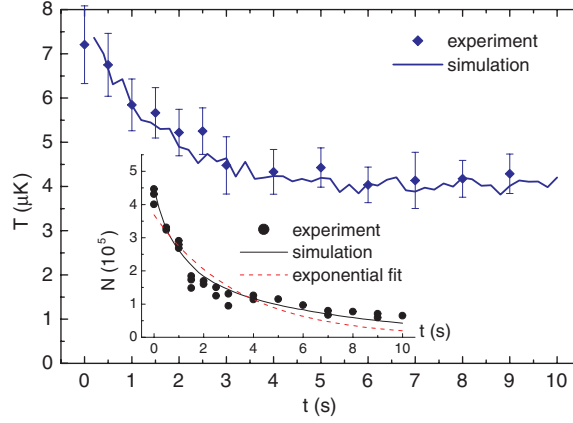 8
7
6
5
4
3
2
1
0
T (μK)
experiment
simulation
5
4
3
2
1
0
N (10⁵)
experiment
simulation
exponential fit
0 2 4 6 8 10
t (s)
0 1 2 3 4 5 6 7 8 9 10
t (s)